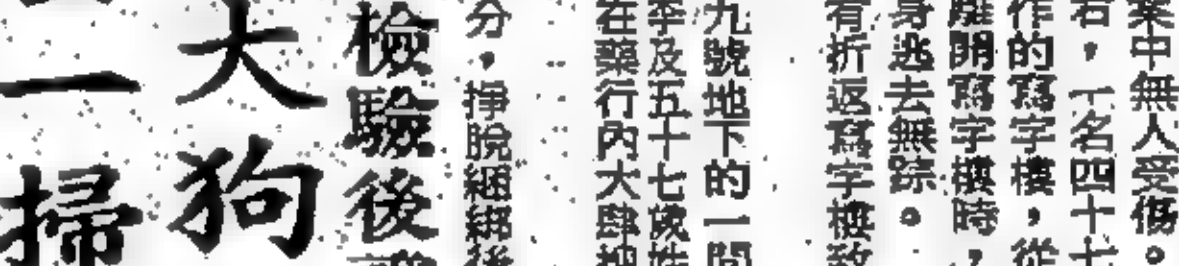 案中無人受傷。
右，一名四十七
作的寫字樓，從
離開寫字樓時，
身逃去無踪。
有折返寫字樓致
九號地下的一間
李及五十七歲姓
在藥行內大肆
分，掙脫綑綁後
檢驗後
大狗
一掃